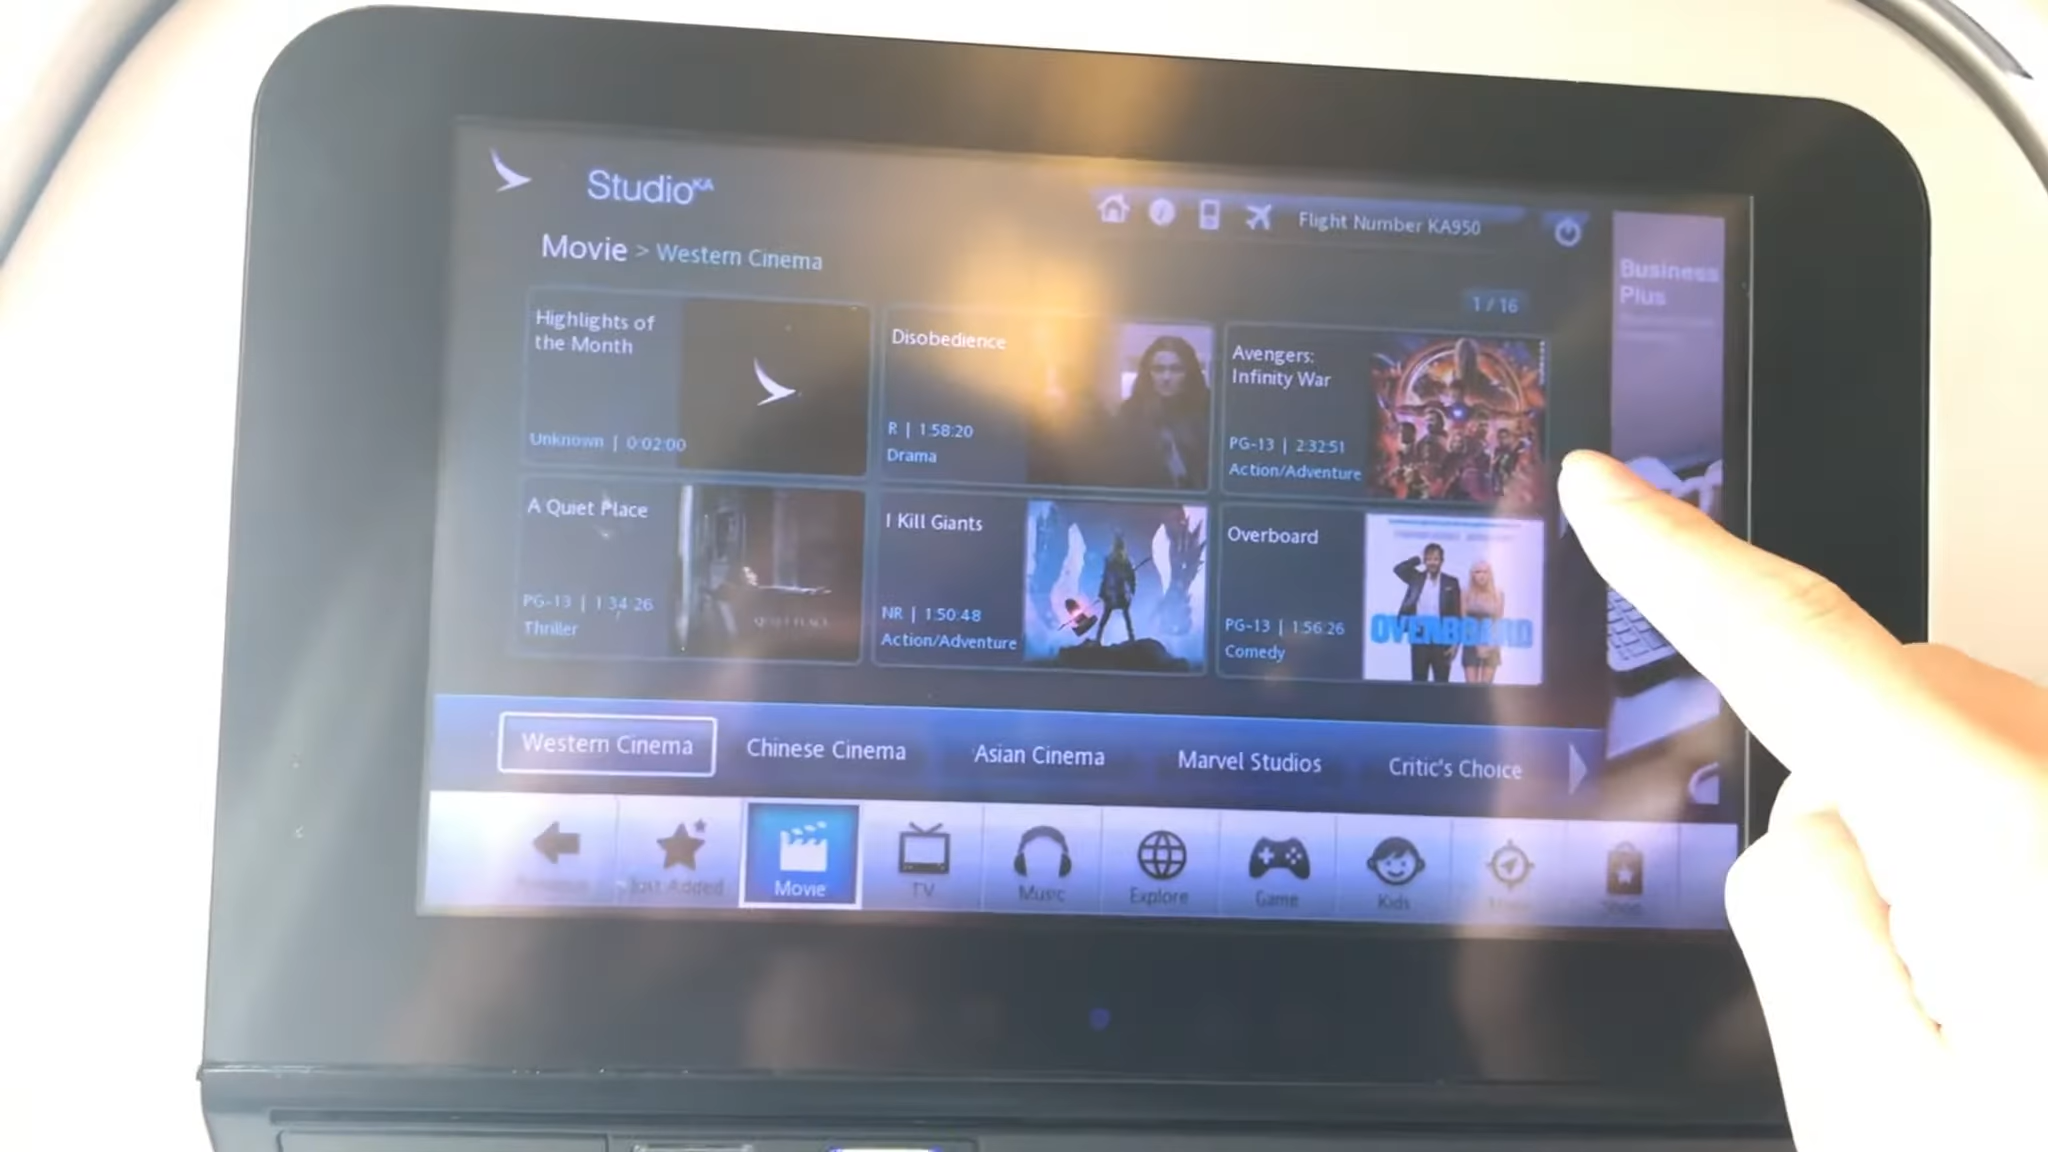 Studio KA
Flight Number KA950
Movie > Western Cinema
Business
Plus
1 / 16
Highlights of
the Month
Unknown | 0:02:00
Disobedience
R | 1:58:20
Drama
Avengers:
Infinity War
PG-13 | 2:32:51
Action/Adventure
A Quiet Place
PG-13 | 1:34:26
Thriller
QUIET PLACE
I Kill Giants
NR | 1:50:48
Action/Adventure
Overboard
PG-13 | 1:56:26
Comedy
OVERBOARD
Western Cinema
Chinese Cinema
Asian Cinema
Marvel Studios
Critic's Choice
Just Added
Movie
TV
Music
Explore
Game
Kids